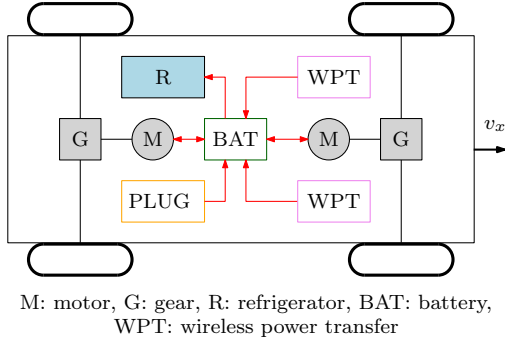 R
WPT
v_x
G
M
BAT
M
G
PLUG
WPT
M: motor, G: gear, R: refrigerator, BAT: battery,
WPT: wireless power transfer